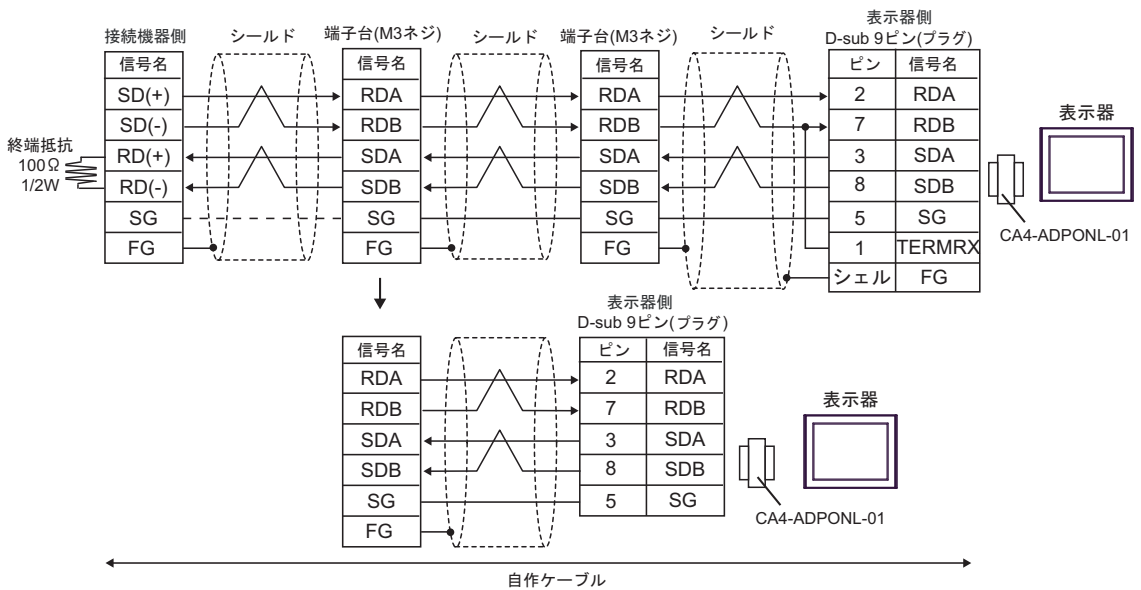 接続機器側
シールド
端子台(M3ネジ)
シールド
端子台(M3ネジ)
シールド
表示器側
D-sub 9ピン(プラグ)
信号名
信号名
信号名
ピン 信号名
SD(+)
RDA
RDA
2 RDA
SD(-)
RDB
RDB
7 RDB
RD(+)
SDA
SDA
3 SDA
RD(-)
SDB
SDB
8 SDB
SG
SG
SG
5 SG
FG
FG
FG
1 TERMRX
シェル FG
終端抵抗
100Ω
1/2W
表示器
CA4-ADPONL-01
表示器側
D-sub 9ピン(プラグ)
信号名
ピン 信号名
RDA
2 RDA
RDB
7 RDB
SDA
3 SDA
SDB
8 SDB
SG
5 SG
FG
表示器
CA4-ADPONL-01
自作ケーブル